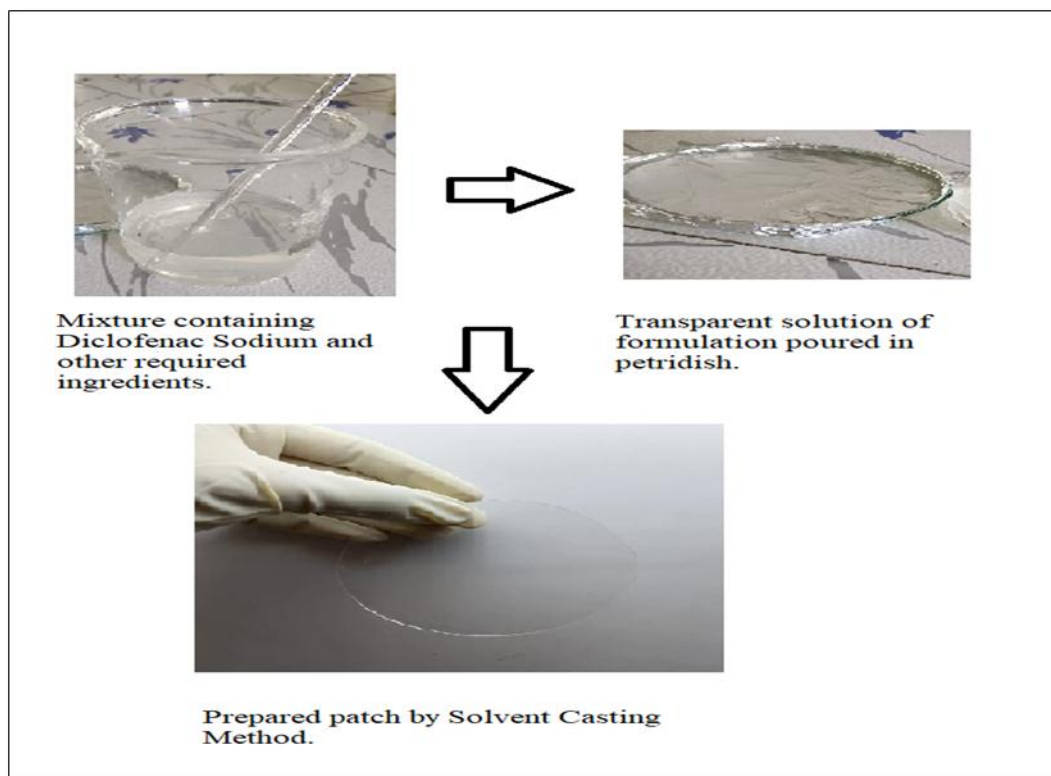 Mixture containing
Diclofenac Sodium and
other required
ingredients.
Transparent solution of
formulation poured in
petridish.
Prepared patch by Solvent Casting
Method.